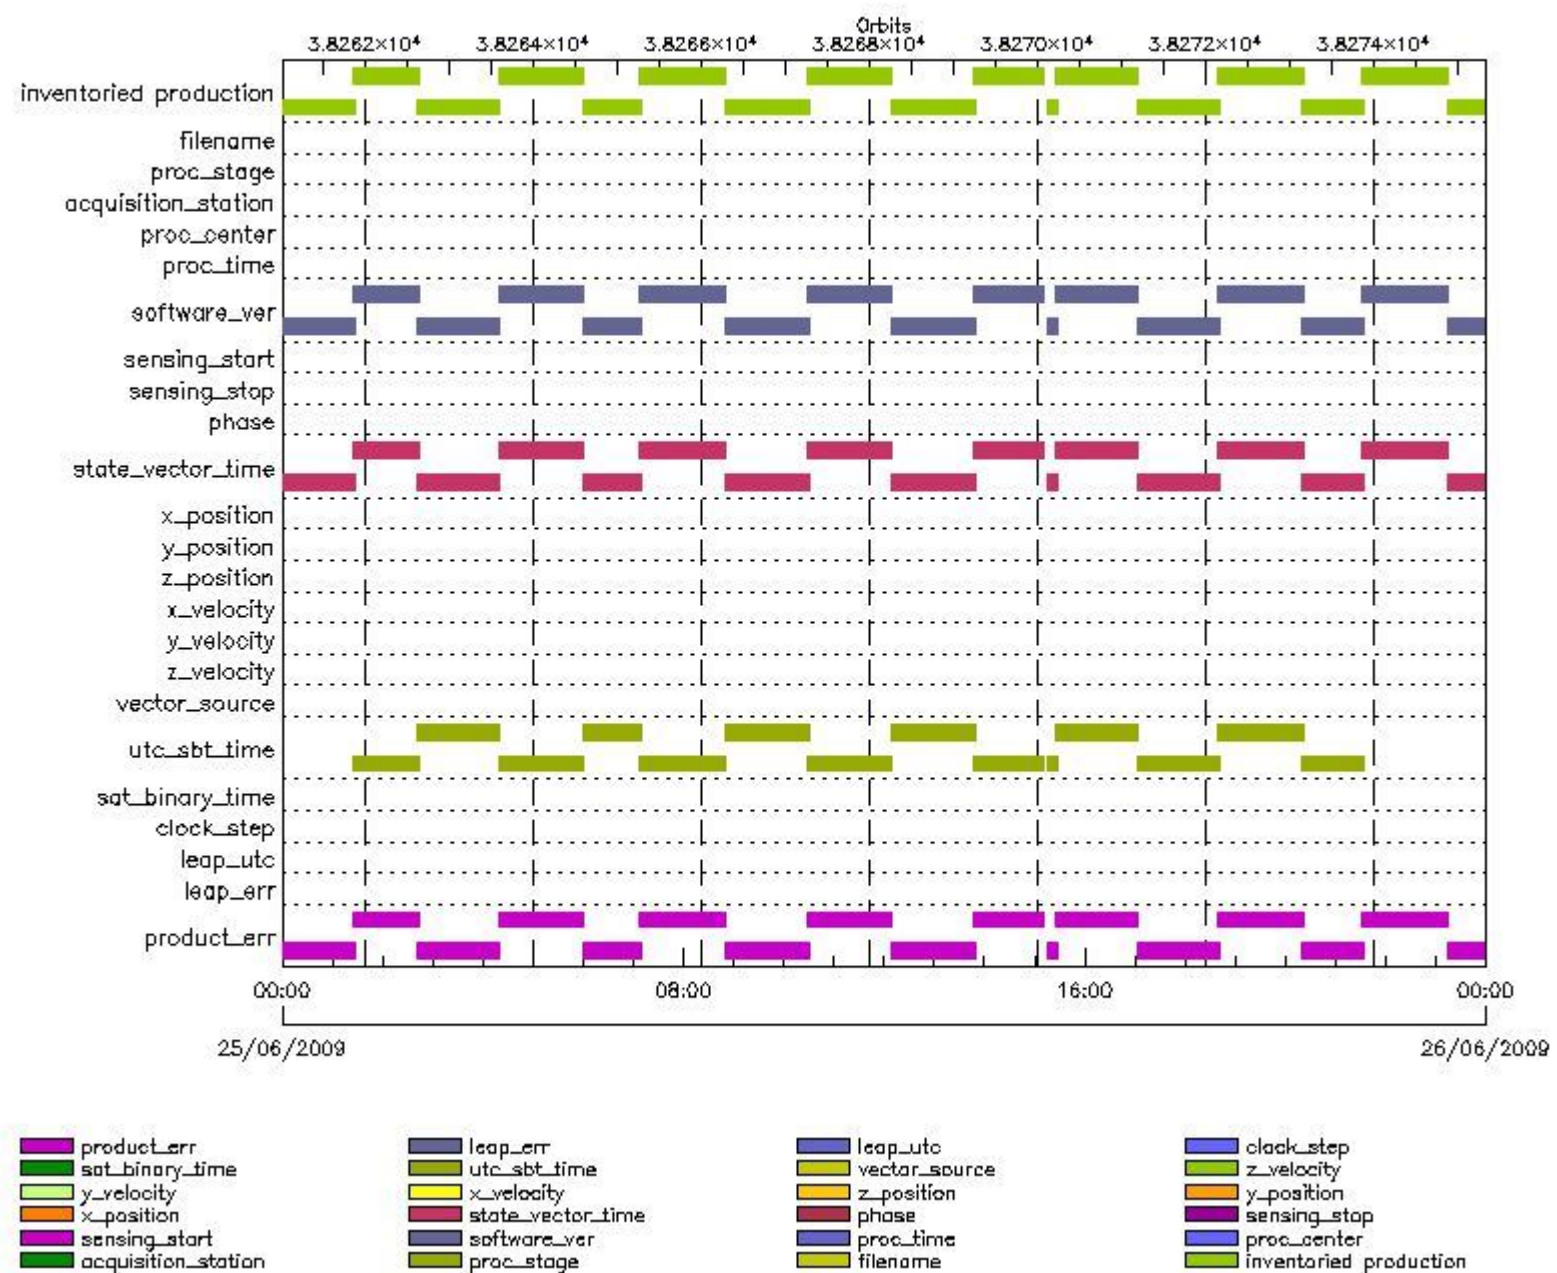 Orbits
3.8262×10⁴ 3.8264×10⁴ 3.8266×10⁴ 3.8268×10⁴ 3.8270×10⁴ 3.8272×10⁴ 3.8274×10⁴
inventoried production
filename
proc_stage
acquisition_station
proc_center
proc_time
software_ver
sensing_start
sensing_stop
phase
state_vector_time
x_position
y_position
z_position
x_velocity
y_velocity
z_velocity
vector_source
utc_sbt_time
sat_binary_time
clock_step
leap_utc
leap_err
product_err
00:00 08:00 16:00 00:00
25/06/2009 26/06/2009
product_err leap_err leap_utc clock_step
sat_binary_time utc_sbt_time vector_source z_velocity
y_velocity x_velocity z_position y_position
x_position state_vector_time phase sensing_stop
sensing_start software_ver proc_time proc_center
acquisition_station proc_stage filename inventoried production